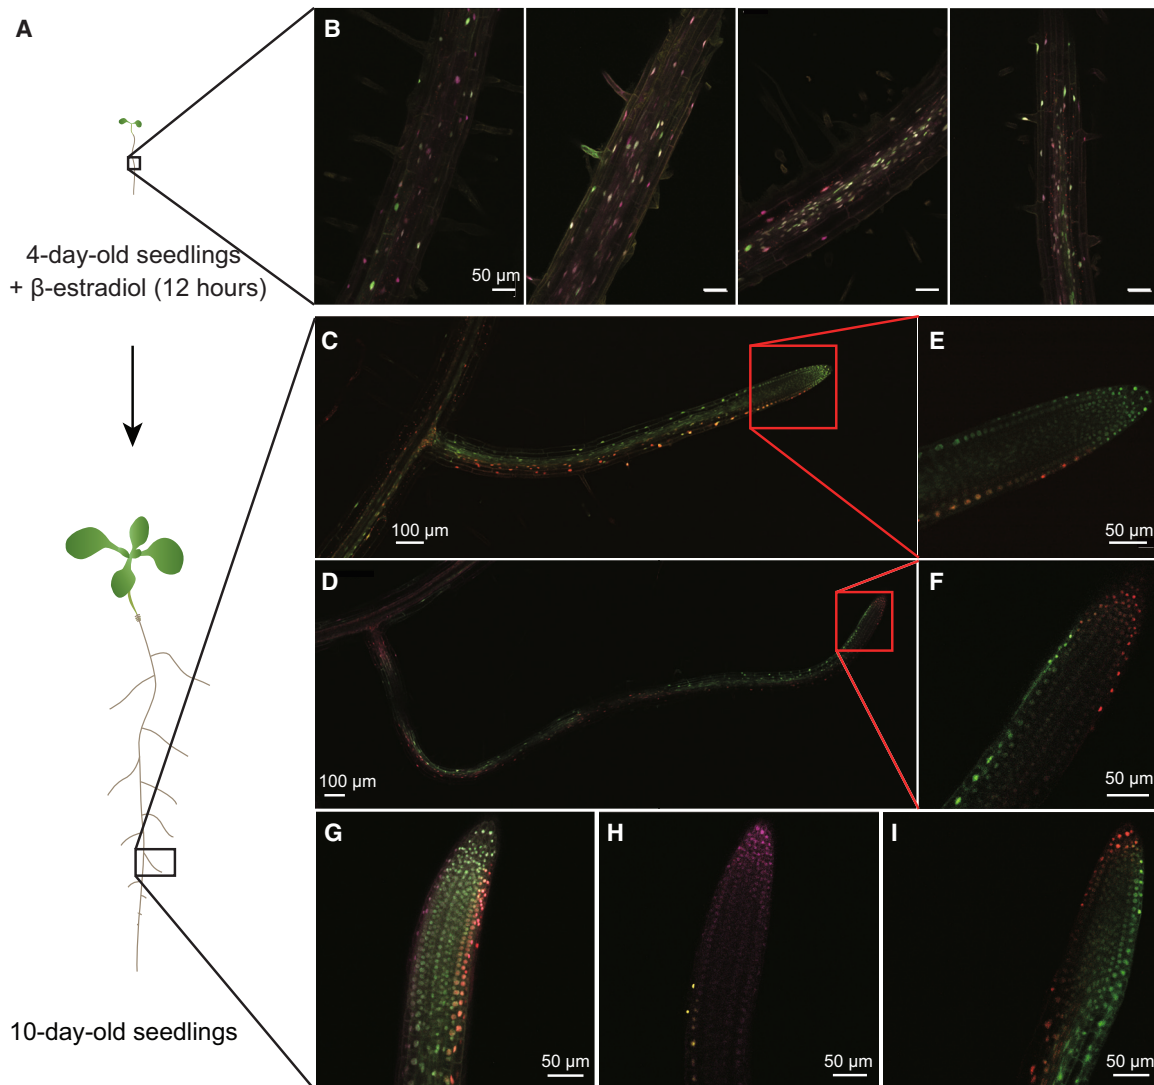 A
B
4-day-old seedlings
+ β-estradiol (12 hours)
50 μm
C
E
100 μm
50 μm
D
F
100 μm
50 μm
G
H
I
10-day-old seedlings
50 μm
50 μm
50 μm